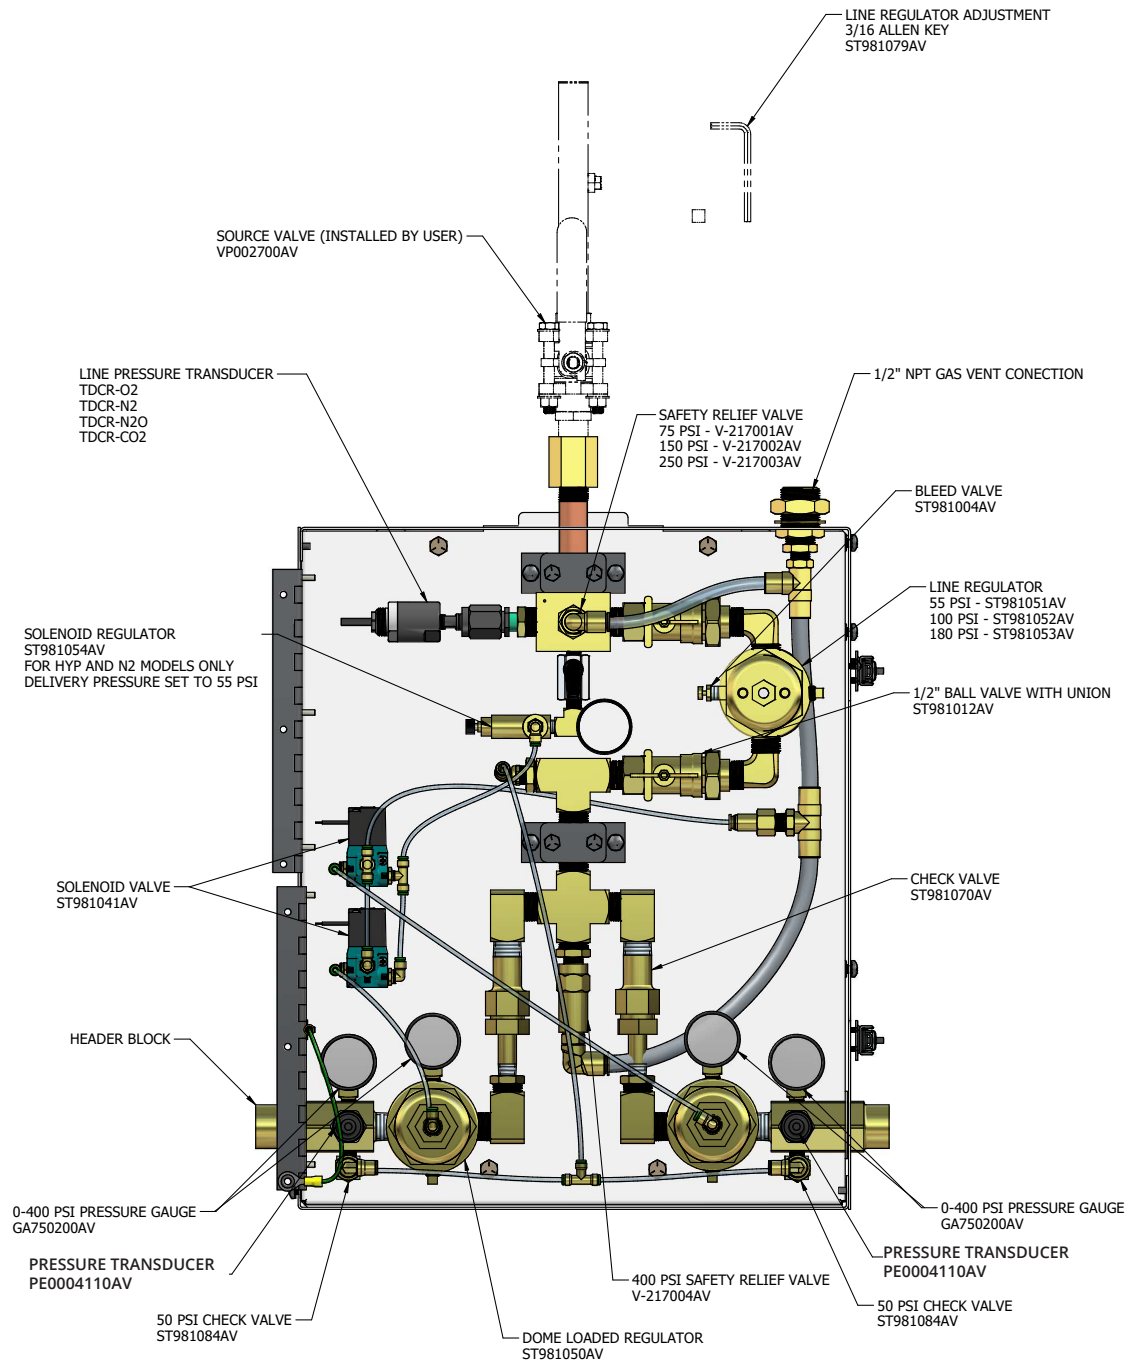 LINE REGULATOR ADJUSTMENT
3/16 ALLEN KEY
ST981079AV
SOURCE VALVE (INSTALLED BY USER)
VP002700AV
LINE PRESSURE TRANSDUCER
TDCR-O2
TDCR-N2
TDCR-N2O
TDCR-CO2
1/2" NPT GAS VENT CONECTION
SAFETY RELIEF VALVE
75 PSI - V-217001AV
150 PSI - V-217002AV
250 PSI - V-217003AV
BLEED VALVE
ST981004AV
LINE REGULATOR
55 PSI - ST981051AV
100 PSI - ST981052AV
180 PSI - ST981053AV
SOLENOID REGULATOR
ST981054AV
FOR HYP AND N2 MODELS ONLY
DELIVERY PRESSURE SET TO 55 PSI
1/2" BALL VALVE WITH UNION
ST981012AV
SOLENOID VALVE
ST981041AV
CHECK VALVE
ST981070AV
HEADER BLOCK
0-400 PSI PRESSURE GAUGE
GA750200AV
0-400 PSI PRESSURE GAUGE
GA750200AV
PRESSURE TRANSDUCER
PE0004110AV
PRESSURE TRANSDUCER
PE0004110AV
400 PSI SAFETY RELIEF VALVE
V-217004AV
50 PSI CHECK VALVE
ST981084AV
50 PSI CHECK VALVE
ST981084AV
DOME LOADED REGULATOR
ST981050AV